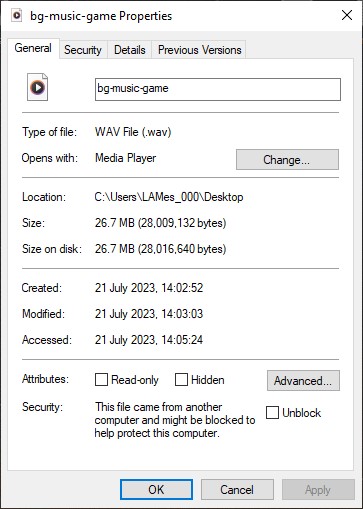 bg-music-game Properties
General Security Details Previous Versions
bg-music-game
Type of file: WAV File (.wav)
Opens with: Media Player Change...
Location: C:\Users\LAMes_000\Desktop
Size: 26.7 MB (28,009,132 bytes)
Size on disk: 26.7 MB (28,016,640 bytes)
Created: 21 July 2023, 14:02:52
Modified: 21 July 2023, 14:03:03
Accessed: 21 July 2023, 14:05:24
Attributes: Read-only Hidden Advanced...
Security: This file came from another Unblock
computer and might be blocked to
help protect this computer.
OK Cancel Apply